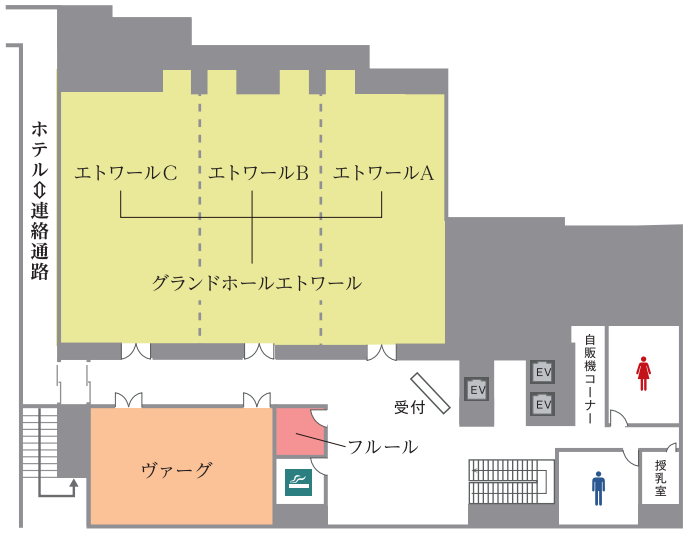 ホテル⇔連絡通路
エトワールC
エトワールB
エトワールA
グランドホールエトワール
自販機コーナー
EV
EV
EV
受付
フルール
ヴァーグ
授乳室